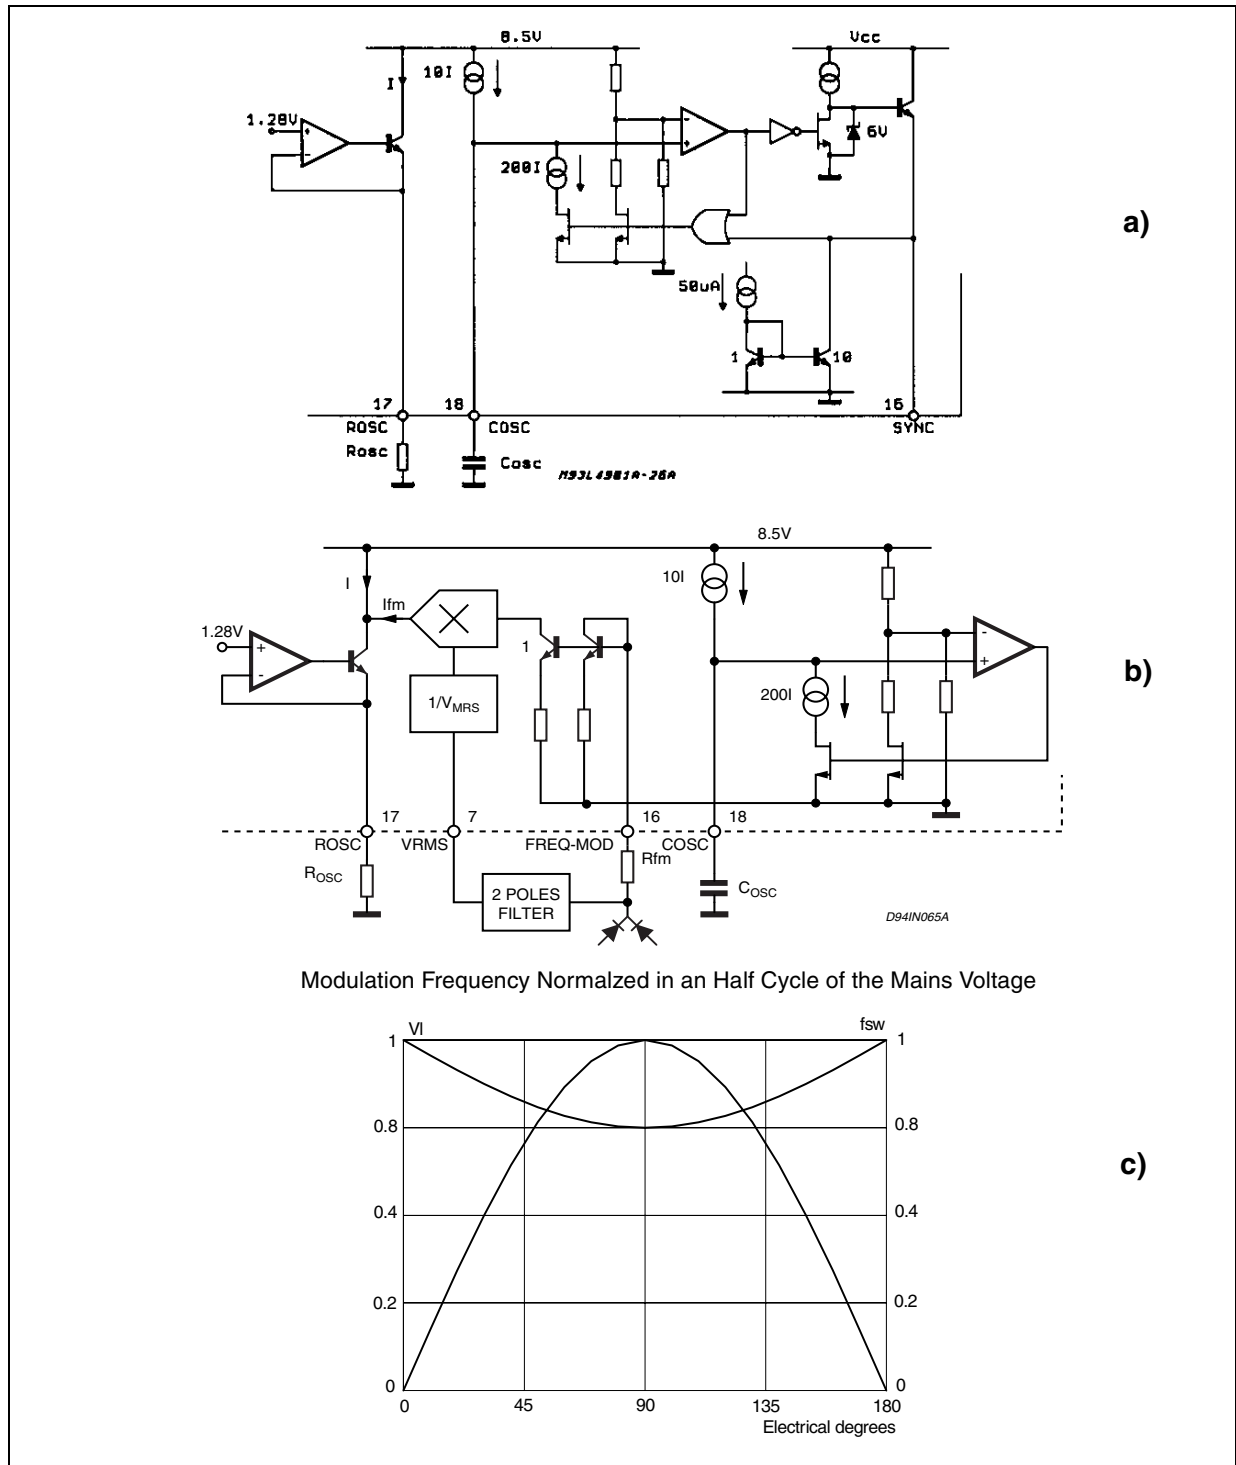 8.5V
Vcc
I
10I
1.28V
+
-
-
+
6V
200I
a)
50uA
1
10
17
18
16
ROSC
COSC
SYNC
Rosc
Cosc
M93L4981A-26A
8.5V
I
10I
Ifm
1.28V
+
-
1
-
+
b)
200I
1/VMRS
17
7
16
18
ROSC
VRMS
FREQ-MOD
COSC
Rfm
ROSC
2 POLES
FILTER
COSC
D94IN065A
Modulation Frequency Normalzed in an Half Cycle of the Mains Voltage
Vl
fsw
1
1
0.8
0.8
c)
0.4
0.4
0.2
0.2
0
0
0
45
90
135
180
Electrical degrees